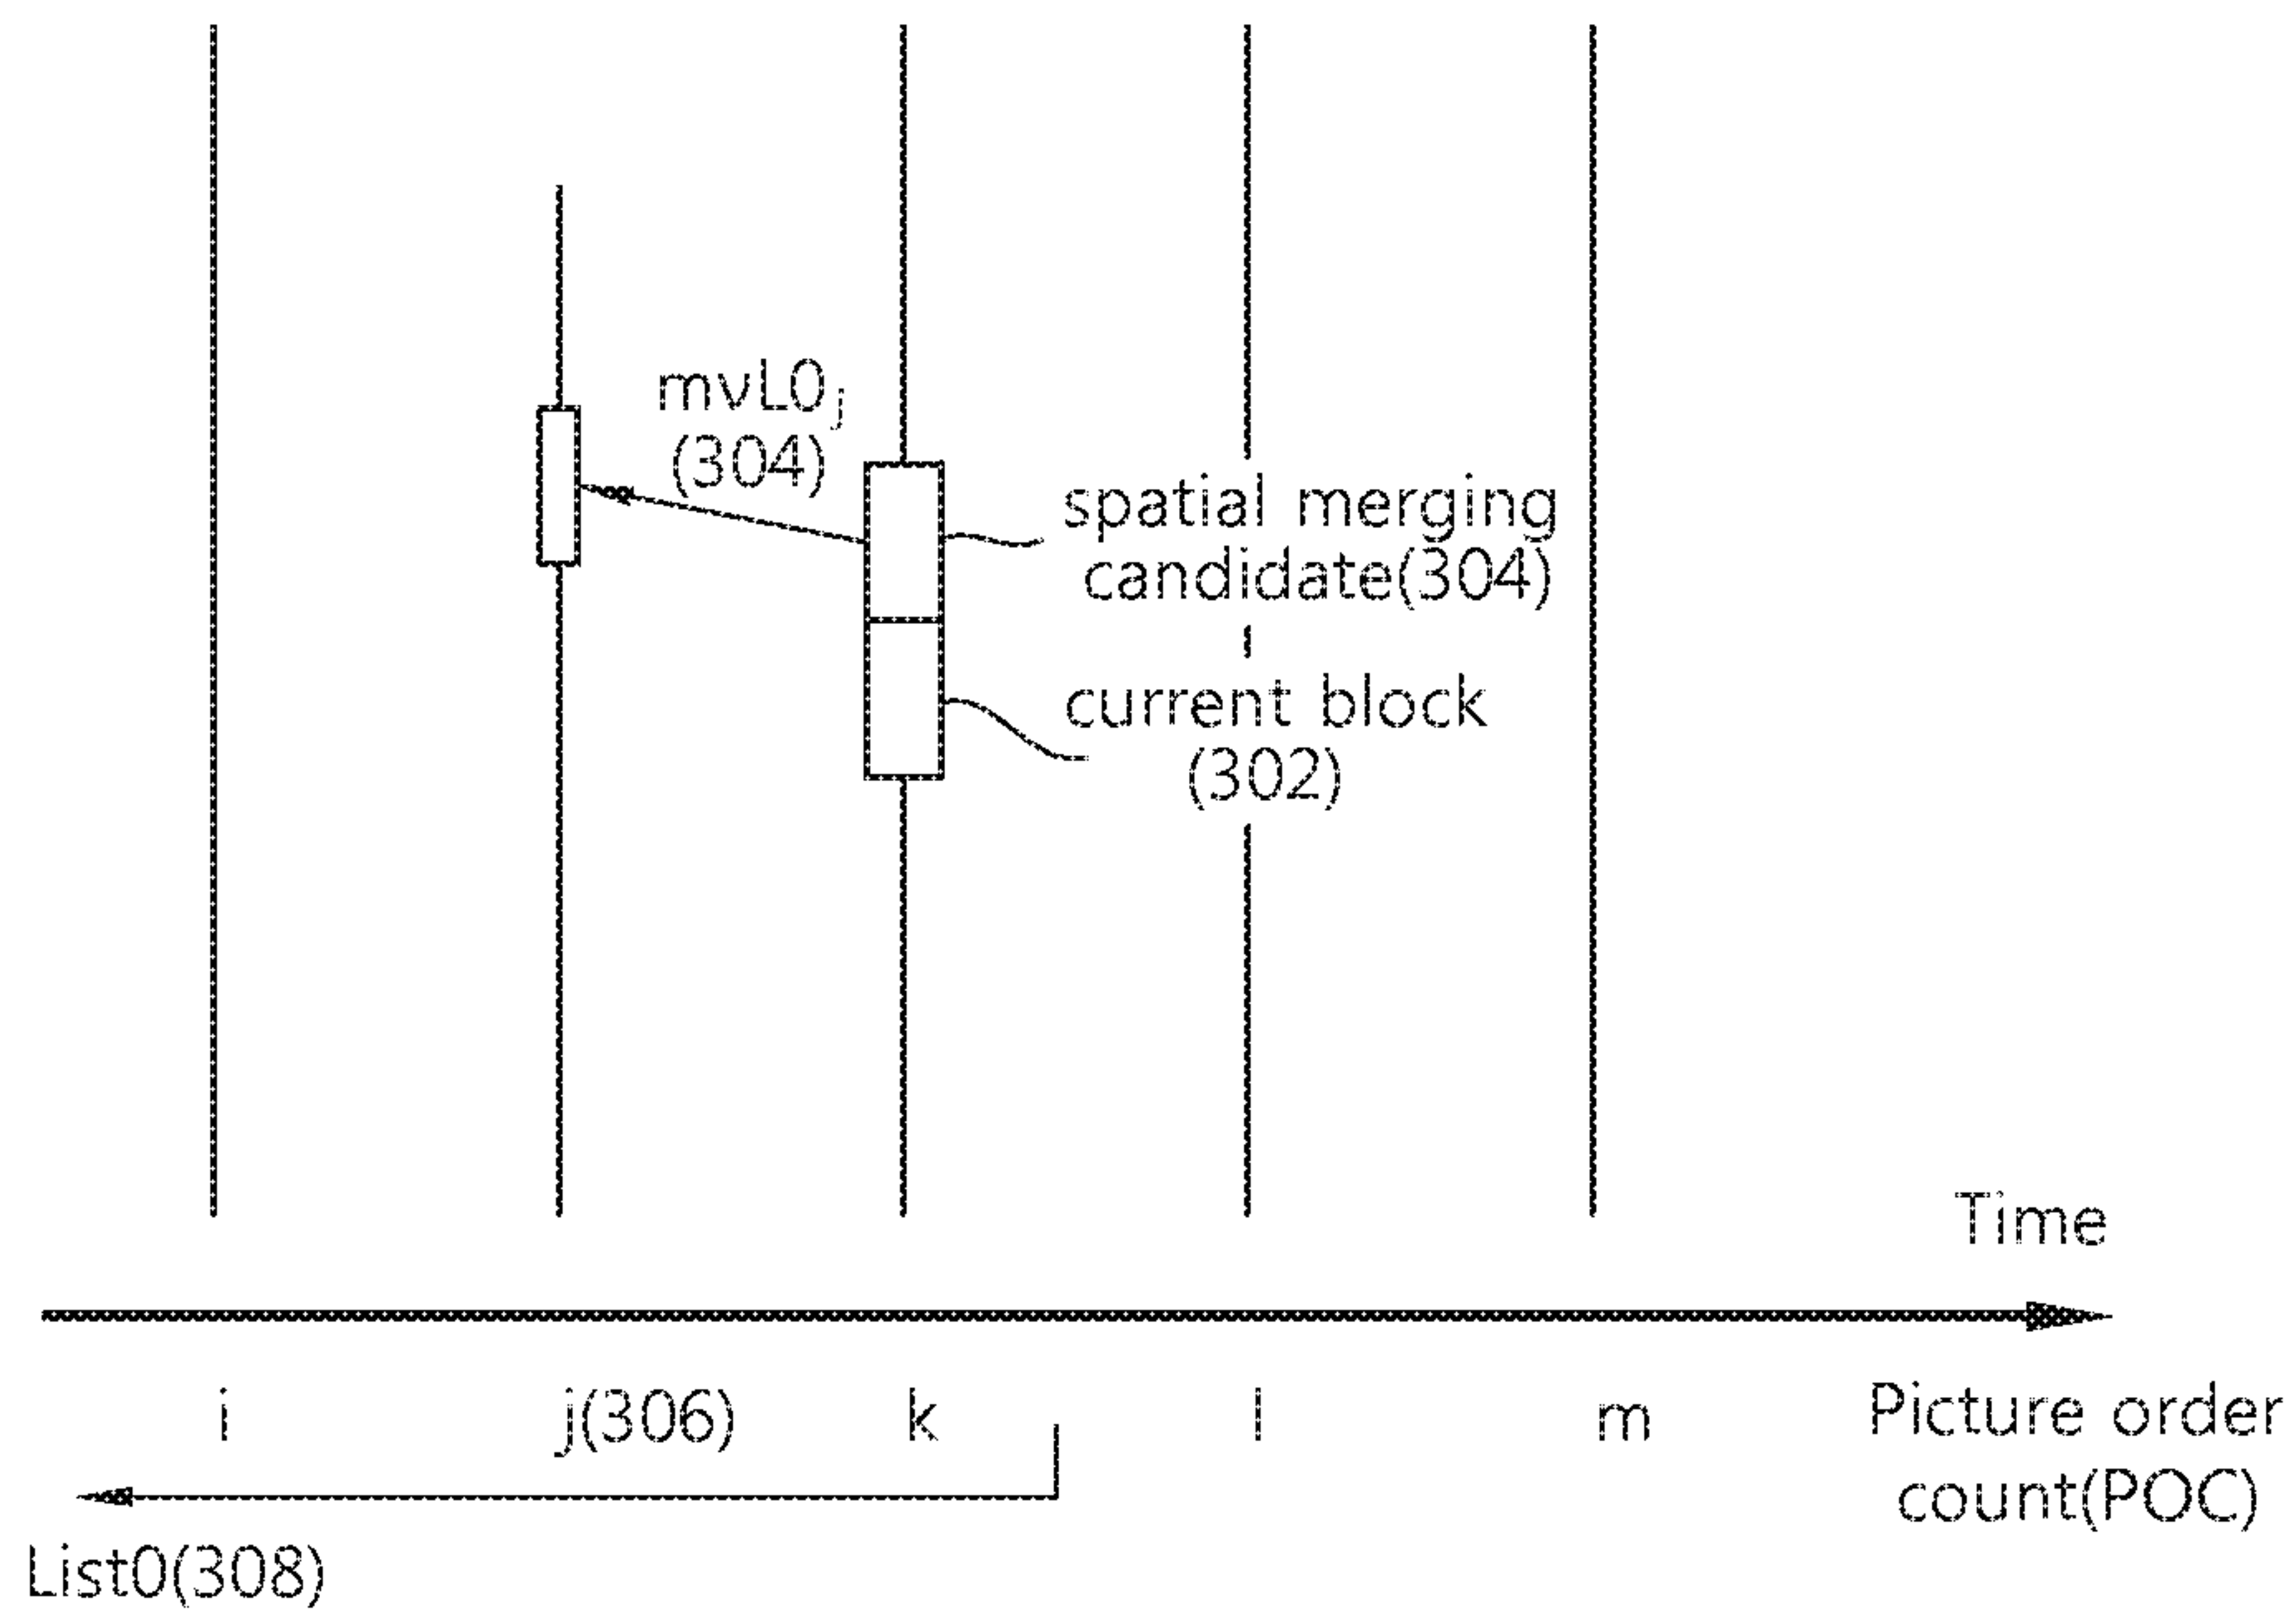 mvL0j
(304)
spatial merging
candidate(304)
current block
(302)
Time
i
j(306)
k
l
m
Picture order
count(POC)
List0(308)